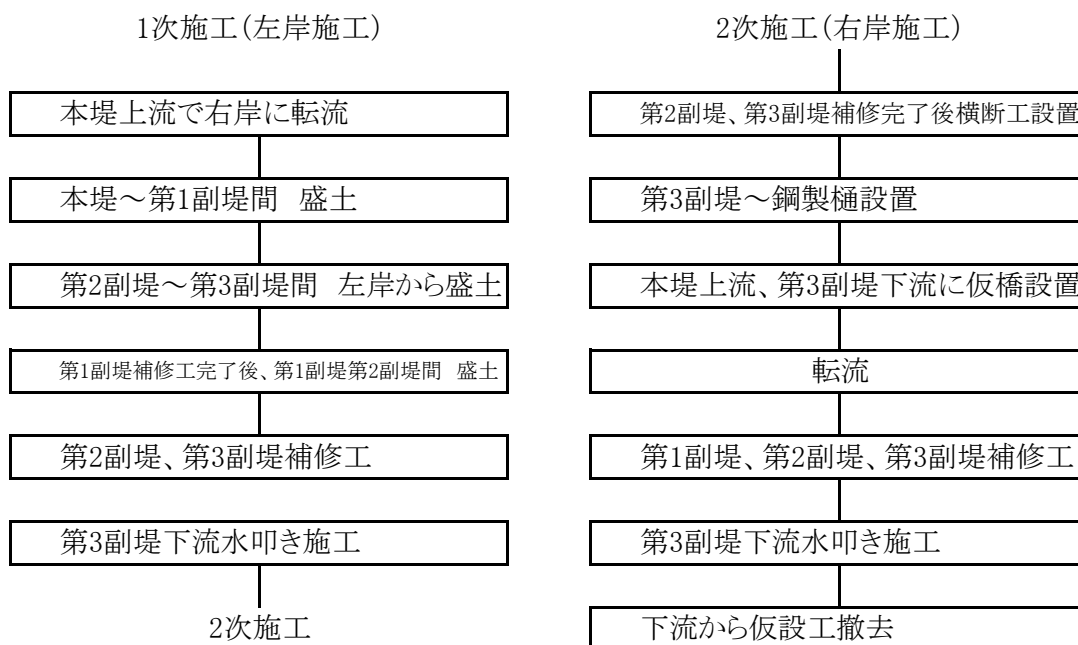 1次施工(左岸施工)
本堤上流で右岸に転流
本堤～第1副堤間 盛土
第2副堤～第3副堤間 左岸から盛土
第1副堤補修工完了後、第1副堤第2副堤間 盛土
第2副堤、第3副堤補修工
第3副堤下流水叩き施工
2次施工
2次施工(右岸施工)
第2副堤、第3副堤補修完了後横断工設置
第3副堤～鋼製樋設置
本堤上流、第3副堤下流に仮橋設置
転流
第1副堤、第2副堤、第3副堤補修工
第3副堤下流水叩き施工
下流から仮設工撤去